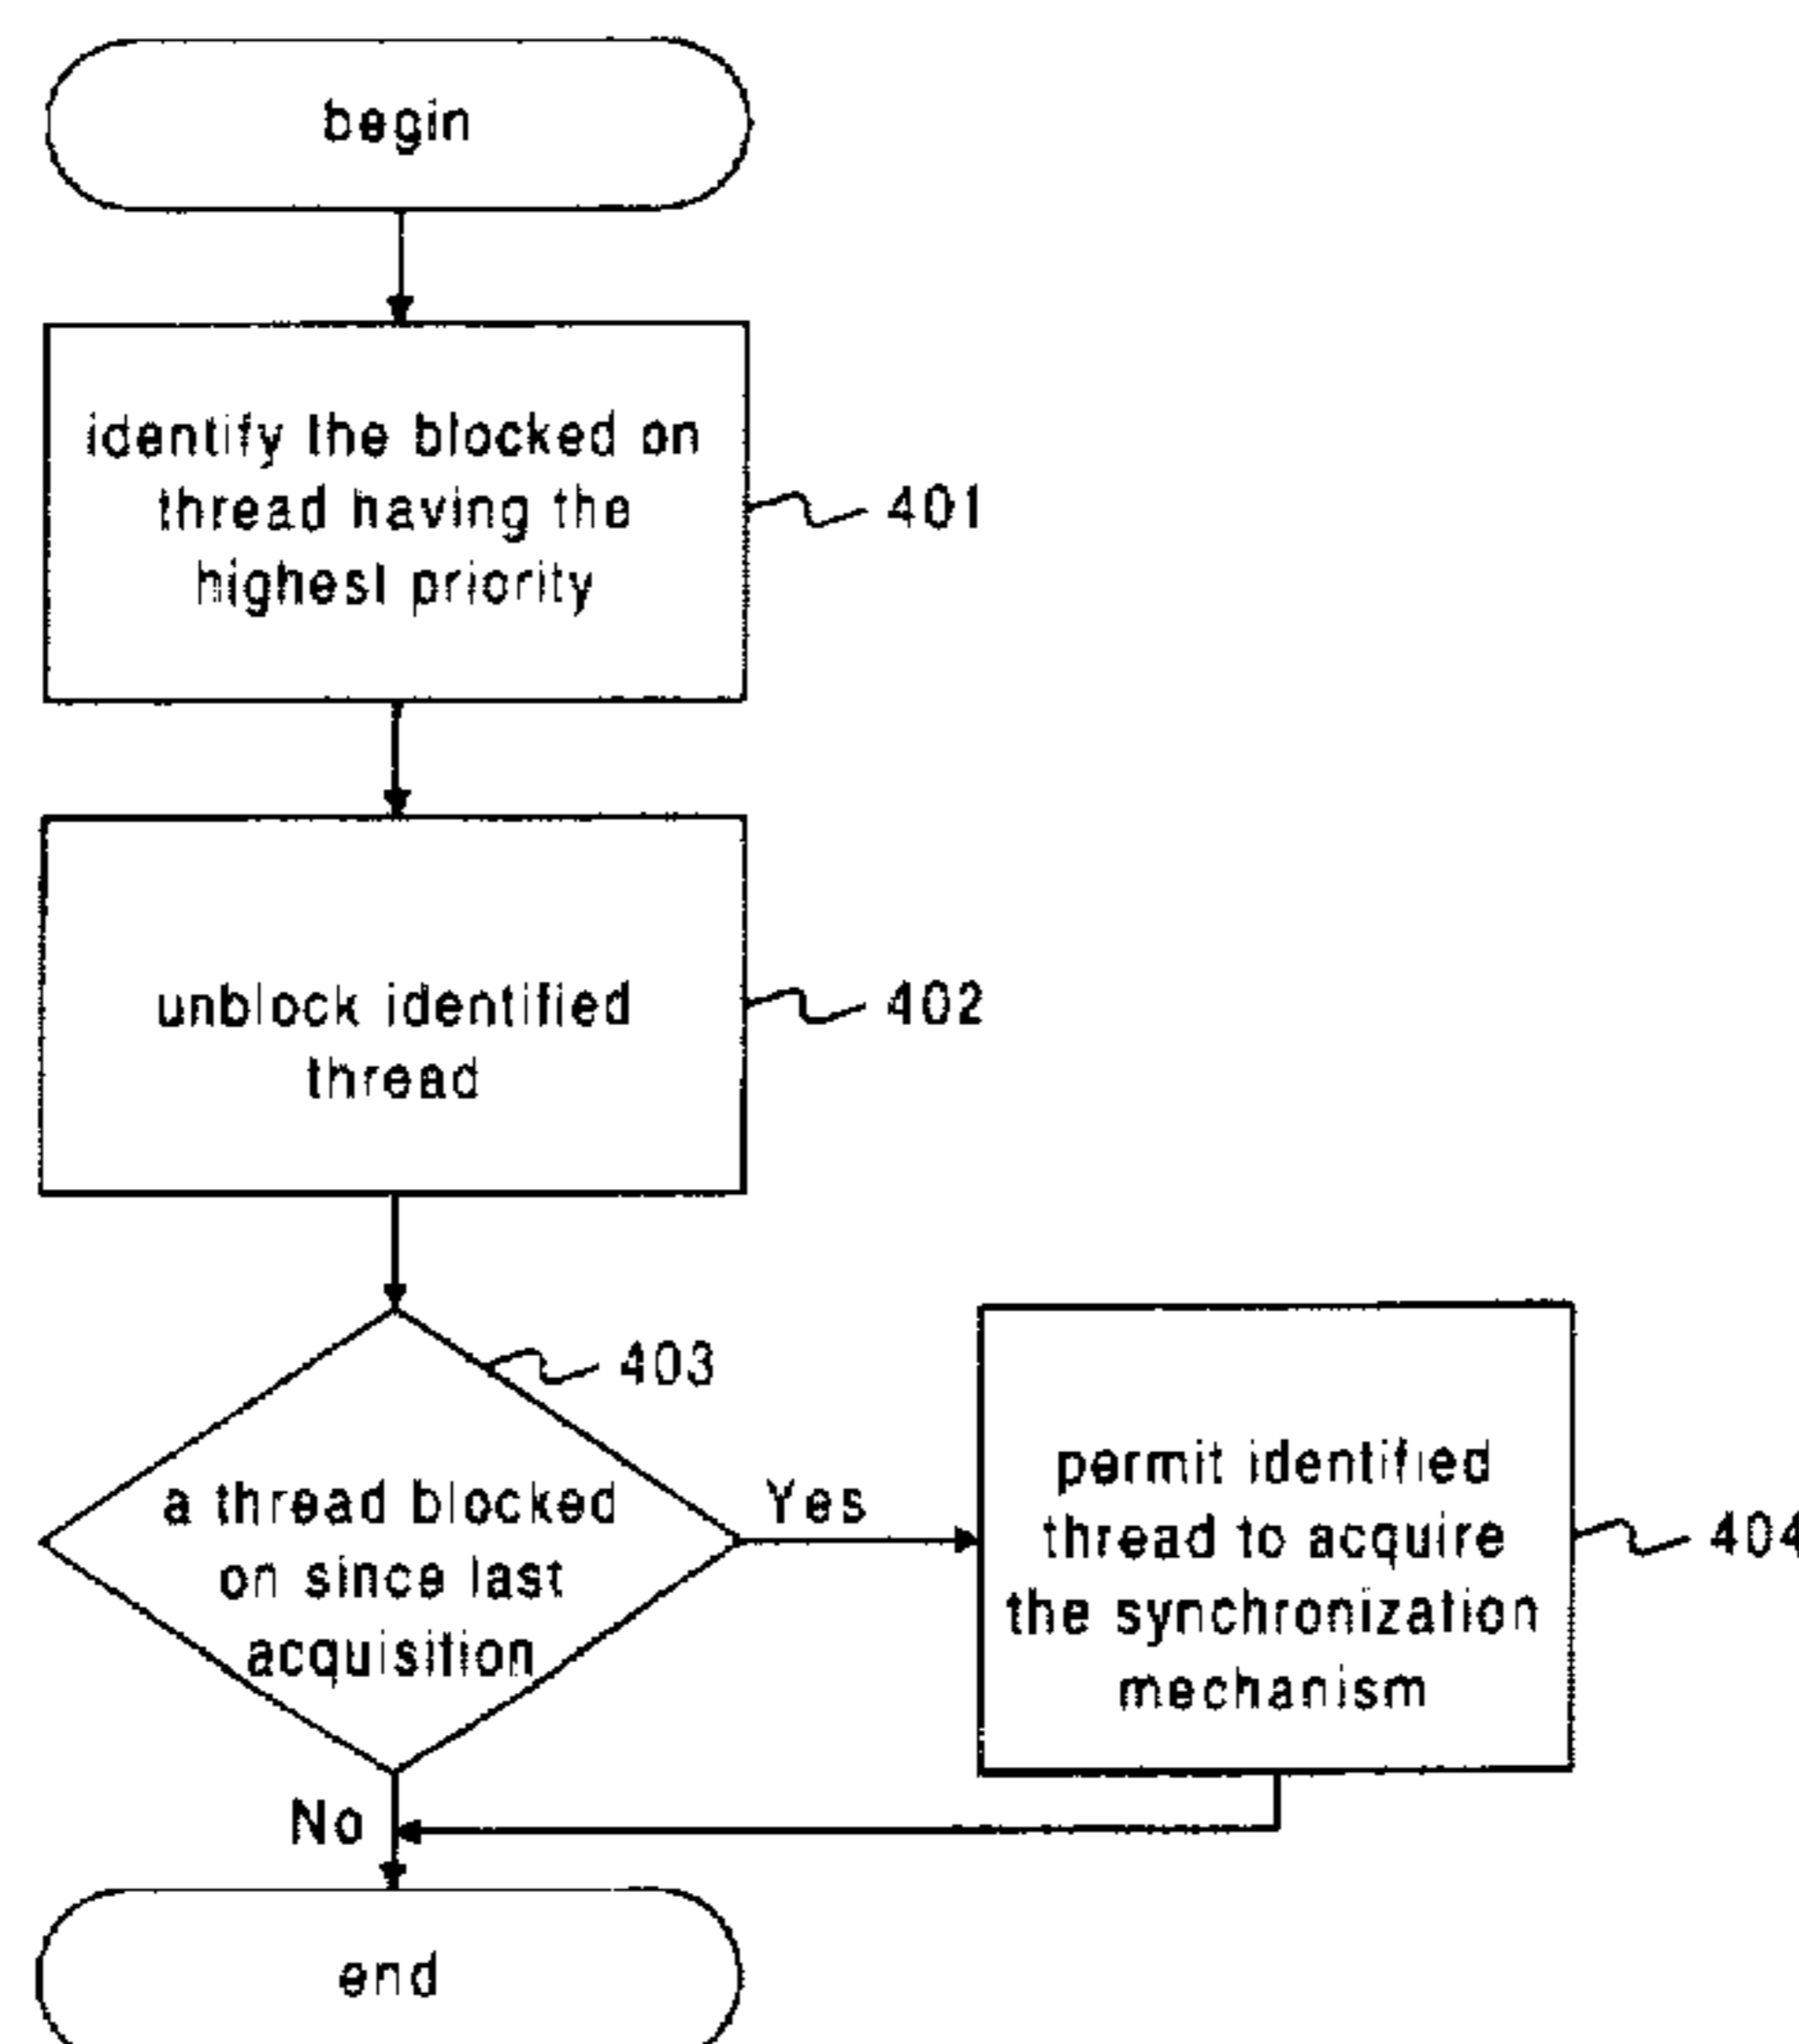 begin
identify the blocked on
thread having the
highest priority
401
unblock identified
thread
402
403
a thread blocked
on since last
acquisition
Yes
permit identified
thread to acquire
the synchronization
mechanism
404
No
end